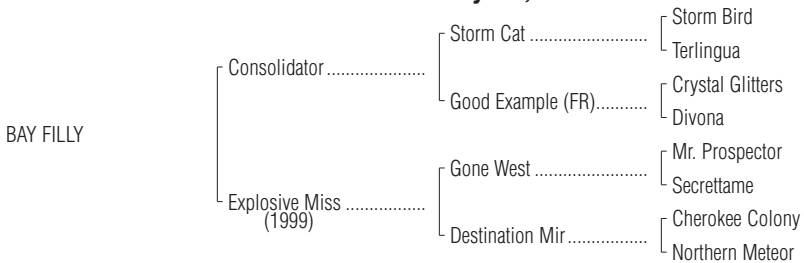 Storm Bird
Storm Cat ........................
Terlingua
Consolidator.....................
Crystal Glitters
Good Example (FR)...........
Divona
BAY FILLY
Mr. Prospector
Gone West .......................
Secrettame
Explosive Miss .................
(1999)
Cherokee Colony
Destination Mir.................
Northern Meteor